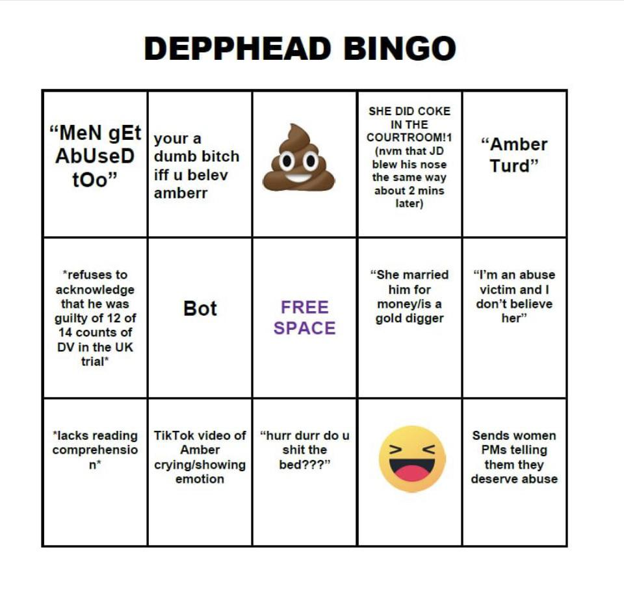 DEPPHEAD BINGO
“MeN gEt
AbUseD
tOo”
your a
dumb bitch
iff u belev
amberr
SHE DID COKE
IN THE
COURTROOM!1
(nvm that JD
blew his nose
the same way
about 2 mins
later)
“Amber
Turd”
*refuses to
acknowledge
that he was
guilty of 12 of
14 counts of
DV in the UK
trial*
Bot
FREE
SPACE
“She married
him for
money/is a
gold digger
“I’m an abuse
victim and I
don’t believe
her”
*lacks reading
comprehensio
n*
TikTok video of
Amber
crying/showing
emotion
“hurr durr do u
shit the
bed???”
Sends women
PMs telling
them they
deserve abuse